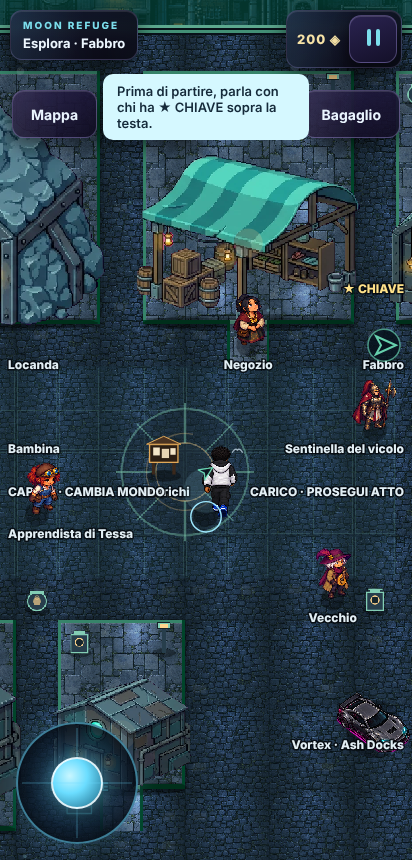 MOON REFUGE
Esplora · Fabbro
200
Mappa
Prima di partire, parla con
chi ha ★ CHIAVE sopra la
testa.
Bagaglio
★ CHIAVE
Locanda
Negozio
Fabbro
Bambina
Sentinella del vicolo
· CAMBIA MONDO
CARICO · PROSEGUI ATTO
Apprendista di Tessa
Vecchio
Vortex · Ash Docks